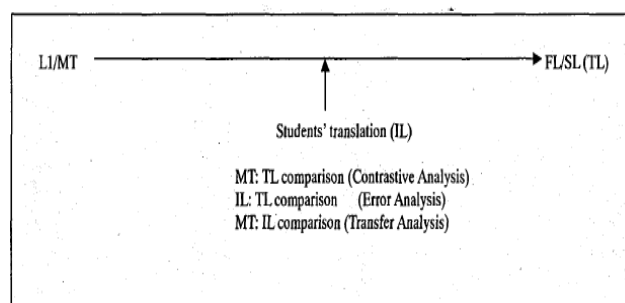 L1/MT FL/SL (TL)
Students' translation (IL)
MT: TL comparison (Contrastive Analysis)
IL: TL comparison (Error Analysis)
MT: IL comparison (Transfer Analysis)